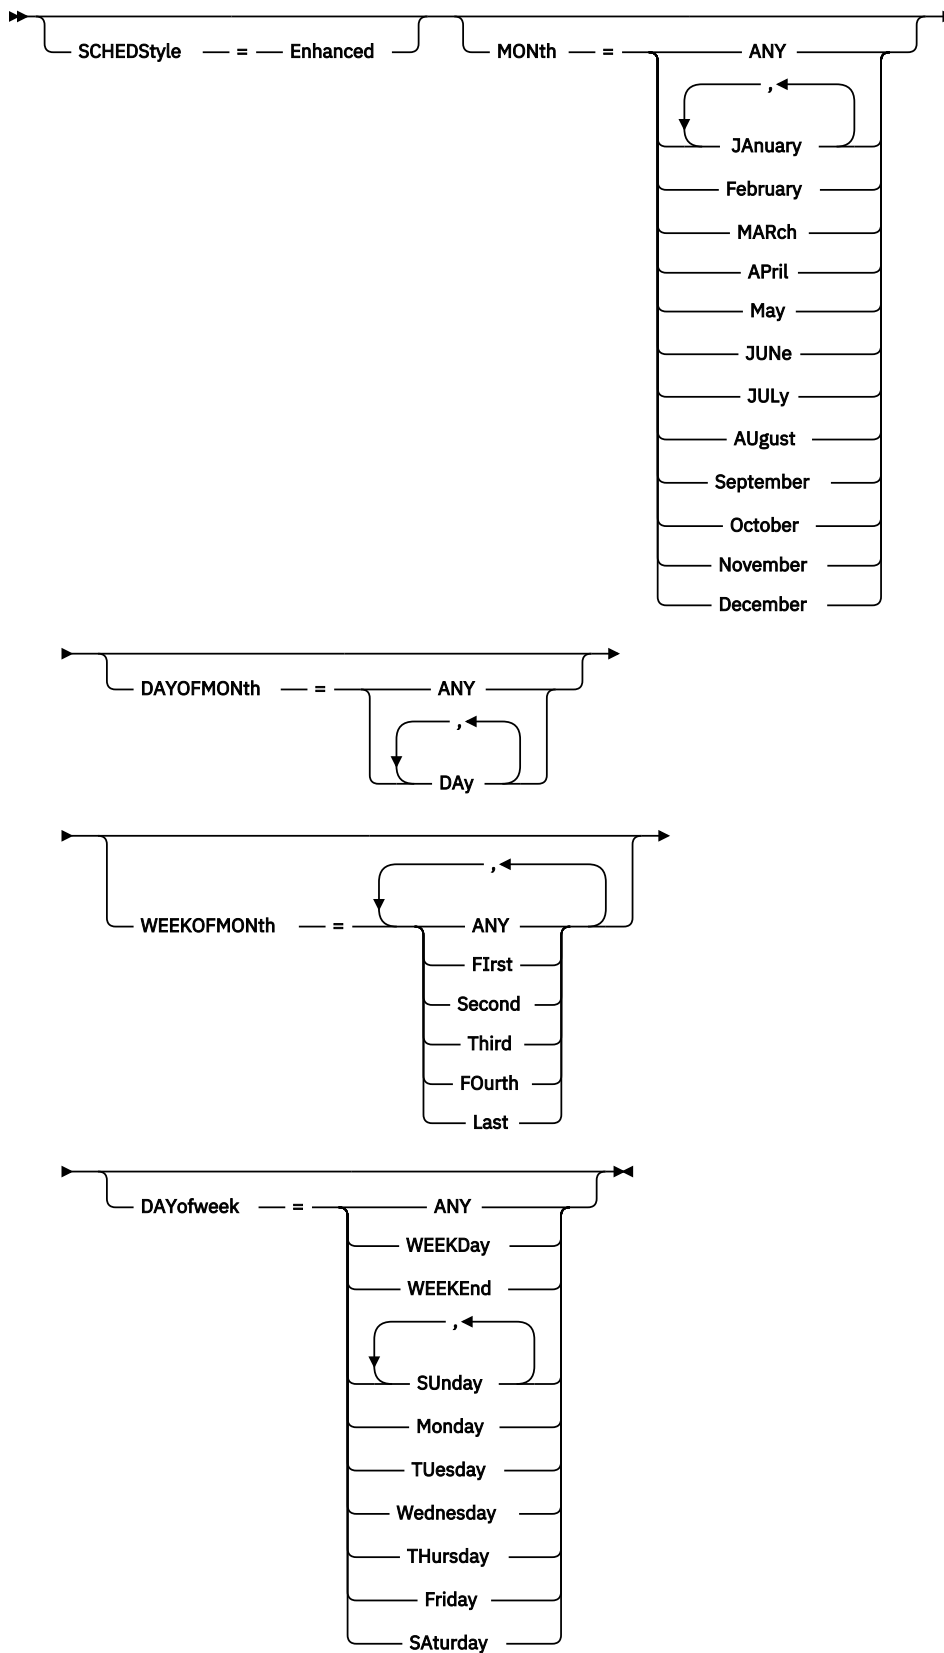 SCHEDStyle = Enhanced MONth = ANY
,
JAnuary
February
MARch
APril
May
JUNe
JULy
AUgust
September
October
November
December
DAYOFMONth = ANY
,
DAy
,
WEEKOFMONth = ANY
FIrst
Second
Third
FOurth
Last
DAYofweek = ANY
WEEKDay
WEEKEnd
,
SUnday
Monday
TUesday
Wednesday
THursday
Friday
SAturday